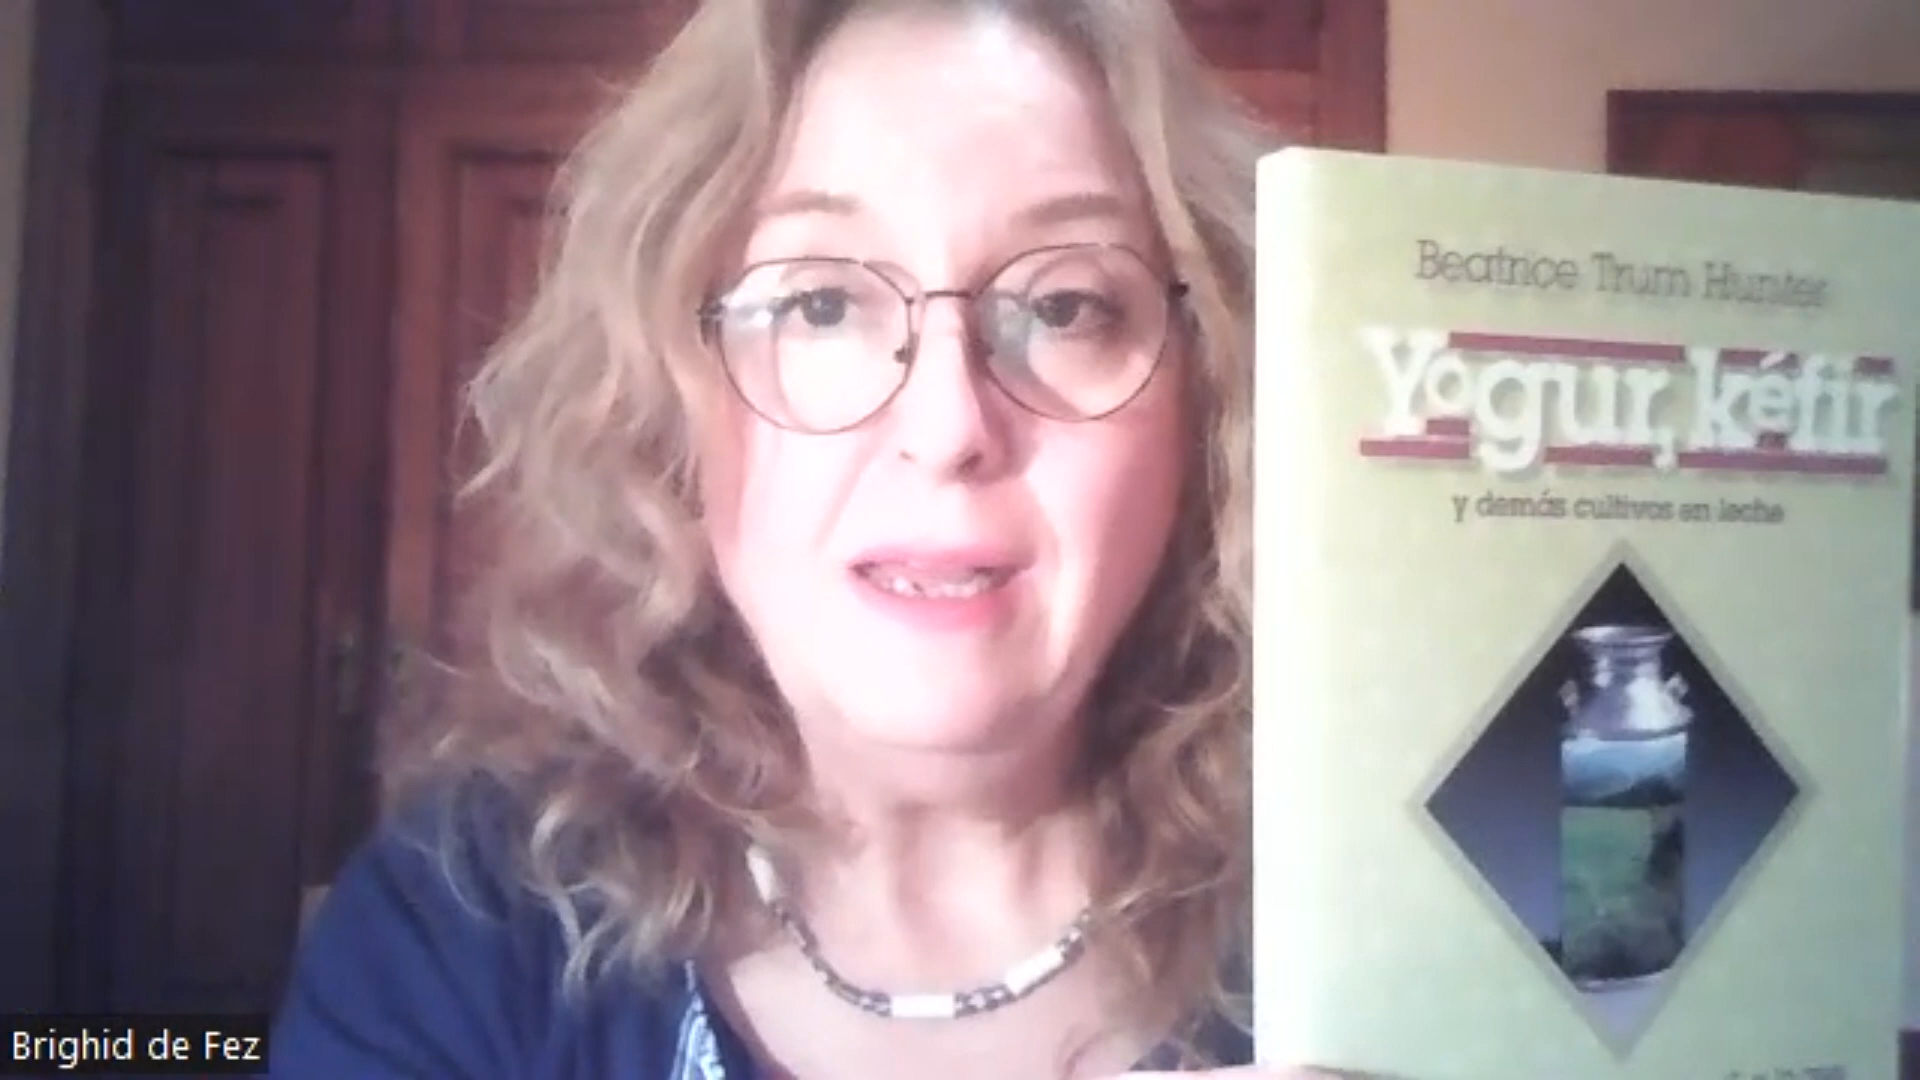 Beatrice Trum Hunter
Yogur, kéfir
y demás cultivos en leche
Brighid de Fez